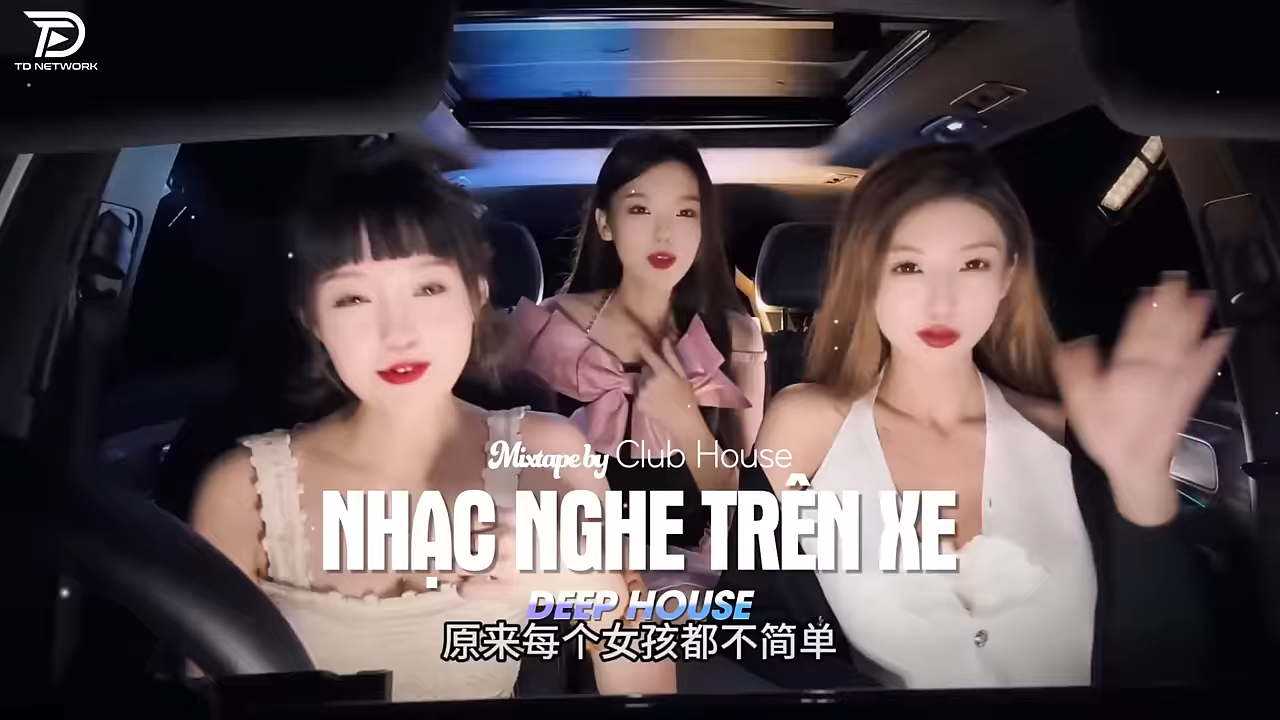 TD NETWORK
Mixtape by Club House
NHẠC NGHE TRÊN XE
DEEP HOUSE
原来每个女孩都不简单